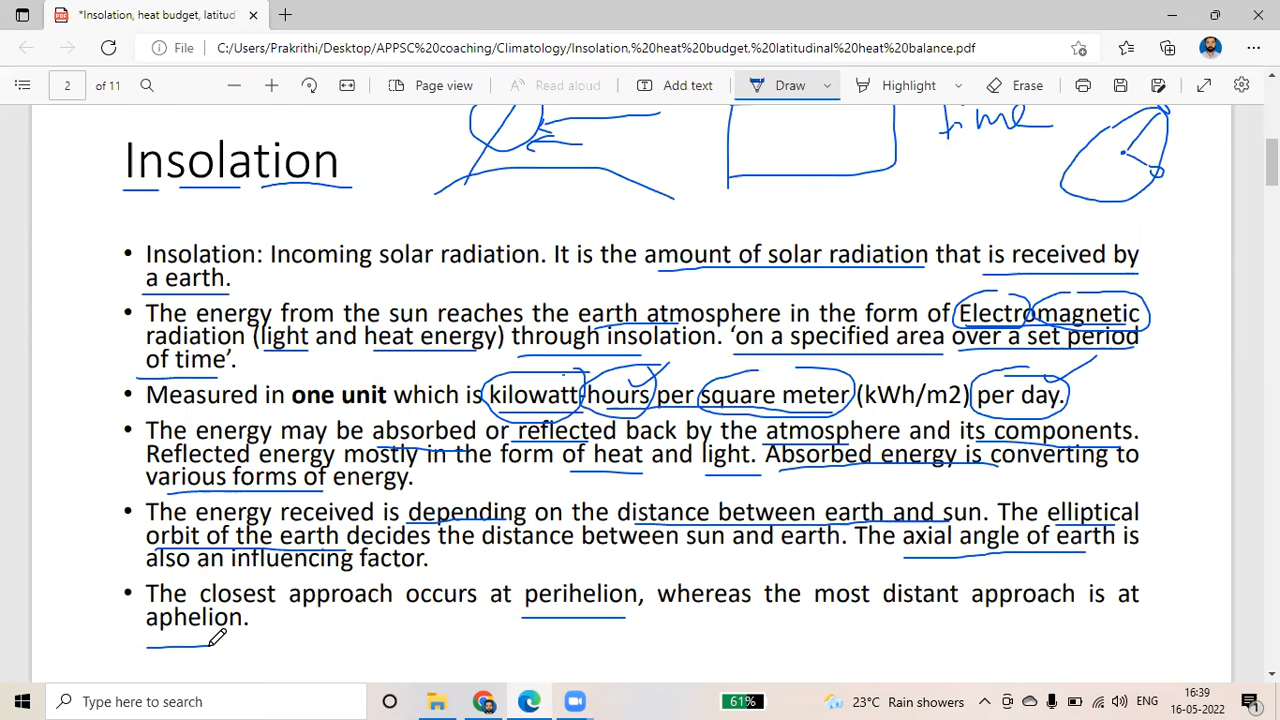 *Insolation, heat budget, latitud
File
C:/Users/Prakrithi/Desktop/APPSC%20coaching/Climatology/Insolation,%20heat%20budget,%20latitudinal%20heat%20balance.pdf
2 of 11
Page view
Read aloud
Add text
Draw
Highlight
Erase
time
Insolation
• Insolation: Incoming solar radiation. It is the amount of solar radiation that is received by
a earth.
• The energy from the sun reaches the earth atmosphere in the form of Electromagnetic
radiation (light and heat energy) through insolation. ‘on a specified area over a set period
of time’.
• Measured in one unit which is kilowatt hours per square meter (kWh/m2) per day.
• The energy may be absorbed or reflected back by the atmosphere and its components.
Reflected energy mostly in the form of heat and light. Absorbed energy is converting to
various forms of energy.
• The energy received is depending on the distance between earth and sun. The elliptical
orbit of the earth decides the distance between sun and earth. The axial angle of earth is
also an influencing factor.
• The closest approach occurs at perihelion, whereas the most distant approach is at
aphelion.
Type here to search
61%
23°C Rain showers
ENG
16:39
16-05-2022
1